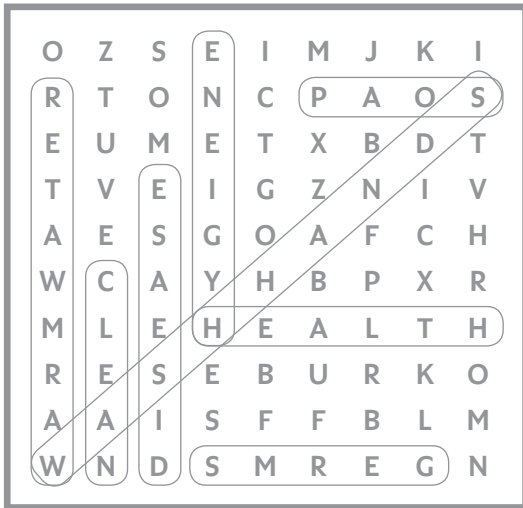 O Z S E I M J K I
R T O N C P A O S
E U M E T X B D T
T V E I G Z N I V
A E S G O A F C H
W C A Y H B P X R
M L E H E A L T H
R E S E B U R K O
A A I S F F B L M
W N D S M R E G N